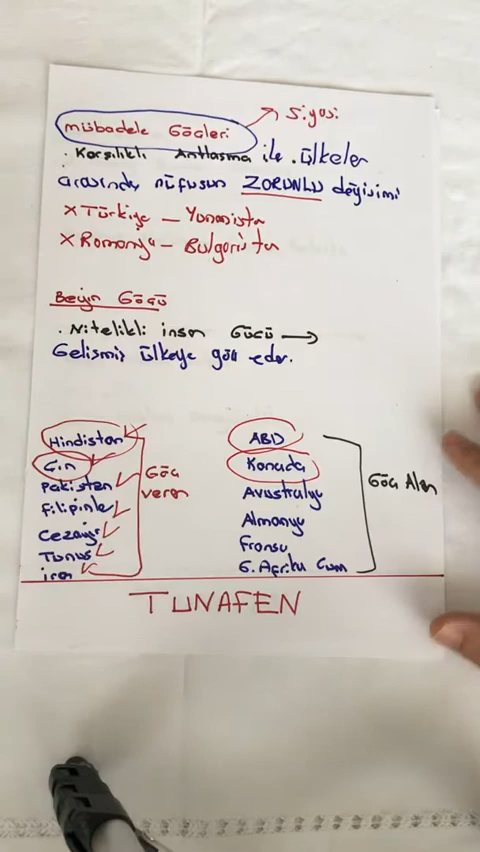 mübadele Göçleri → Siyasi
. Karşılıklı Antlaşma ile . ülkeler
arasında nüfusun ZORUNLU değişimi
x Türkiye – Yunanistan
x Romanya – Bulgaristan
Beyin Göçü
. Nitelikli insan Gücü →
Gelişmiş ülkeye göç eder.
Hindistan
Çin
Pakistan
Filipinler
Cezayir
Tunus
iran
Göç
veren
ABD
Kanada
Avustralya
Almanya
Fransa
G. Afrika Cum
Göç Alan
TUNAFEN